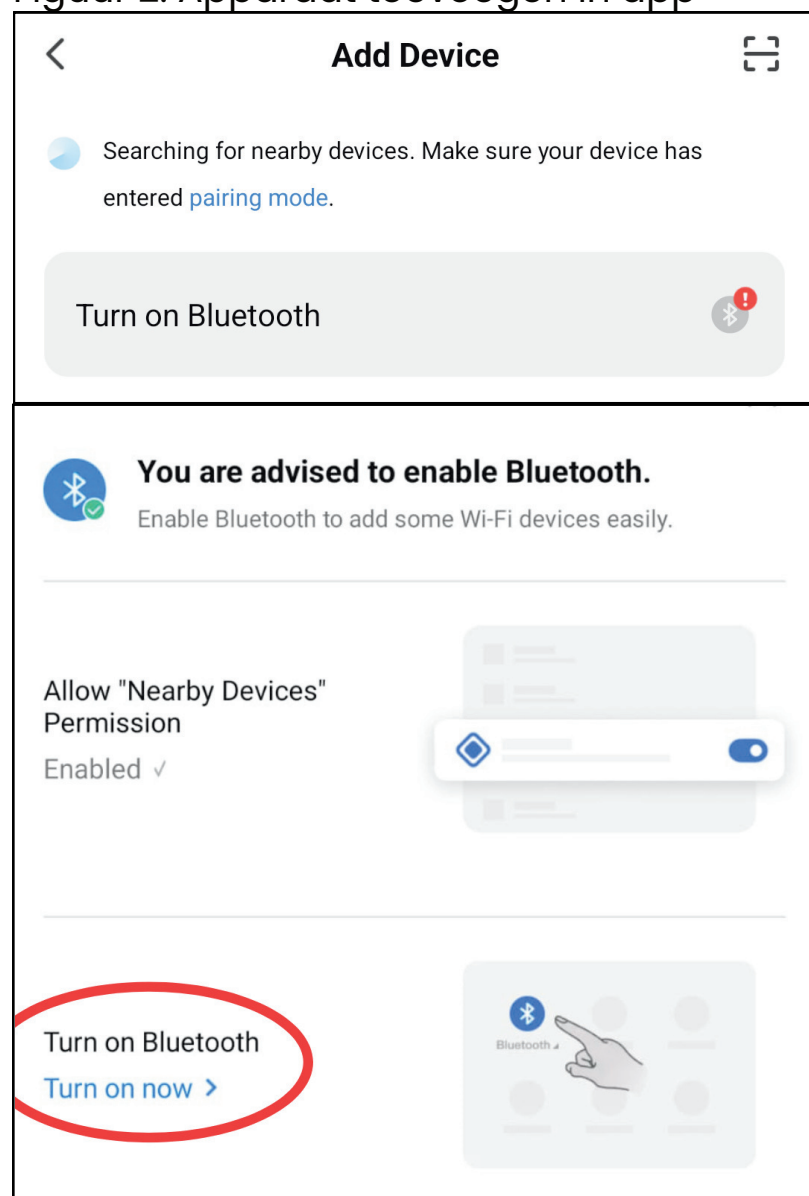 Add Device
Searching for nearby devices. Make sure your device has
entered pairing mode.
Turn on Bluetooth
You are advised to enable Bluetooth.
Enable Bluetooth to add some Wi-Fi devices easily.
Allow "Nearby Devices"
Permission
Enabled ✓
Bluetooth
Turn on Bluetooth
Turn on now >